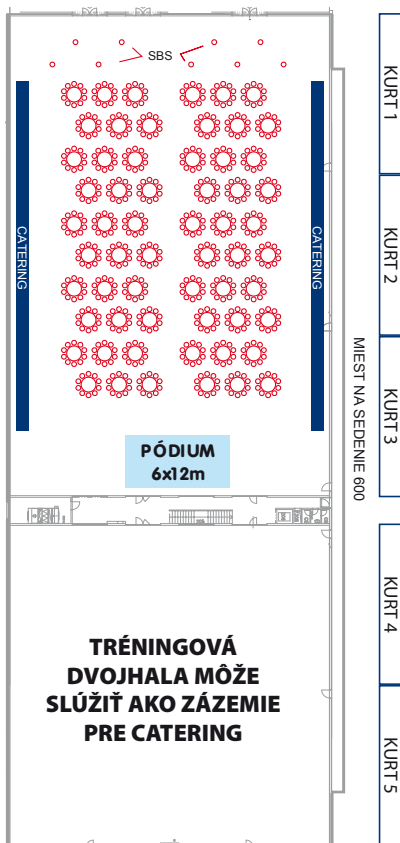 SBS
CATERING
CATERING
PÓDIUM
6x12m
TRÉNINGOVÁ
DVOJHALA MÔŽE
SLÚŽIŤ AKO ZÁZEMIE
PRE CATERING
MIEST NA SEDENIE 600
KURT 1
KURT 2
KURT 3
KURT 4
KURT 5